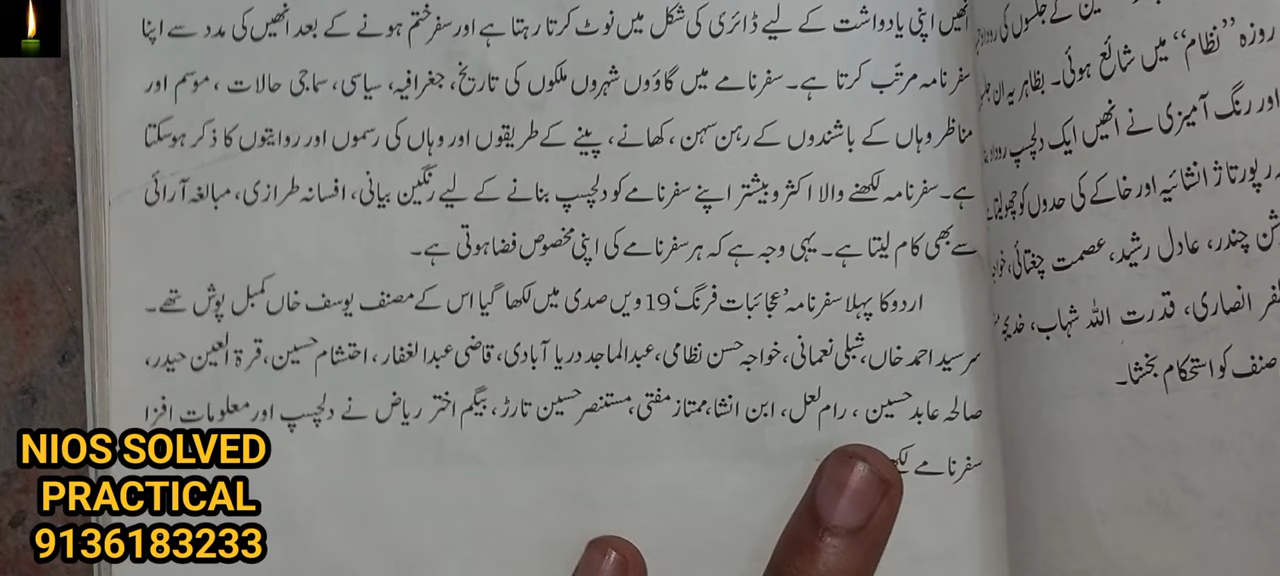 انھیں اپنی یادداشت کے لیے ڈائری کی شکل میں نوٹ کرتا رہتا ہے اور سفر ختم ہونے کے بعد انھیں کی مدد سے اپنا
سفر نامہ مرتّب کرتا ہے۔ سفرنامے میں گاؤوں شہروں ملکوں کی تاریخ، جغرافیہ، سیاسی، سماجی حالات، موسم اور
مناظر وہاں کے باشندوں کے رہن سہن، کھانے، پینے کے طریقوں اور وہاں کی رسموں اور روایتوں کا ذکر ہوسکتا
ہے۔ سفرنامہ لکھنے والا اکثر و بیشتر اپنے سفرنامے کو دلچسپ بنانے کے لیے رنگین بیانی، افسانہ طرازی، مبالغہ آرائی
سے بھی کام لیتا ہے۔ یہی وجہ ہے کہ ہر سفرنامے کی اپنی مخصوص فضا ہوتی ہے۔
اردو کا پہلا سفرنامہ ’عجائبات فرنگ‘ 19 ویں صدی میں لکھا گیا اس کے مصنف یوسف خاں کمبل پوش تھے۔
سرسید احمد خاں، شبلی نعمانی، خواجہ حسن نظامی، عبدالماجد دریا آبادی، قاضی عبدالغفار، احتشام حسین، قرۃ العین حیدر،
صالحہ عابد حسین، رام لعل، ابن انشا، ممتاز مفتی، مستنصر حسین تارڑ، بیگم اختر ریاض نے دلچسپ اور معلومات افزا
سفرنامے
کے جلسوں کی
روزہ ’’نظام‘‘ میں شائع ہوئی۔ بظاہر یہ ان
اور رنگ آمیزی نے انھیں ایک دلچسپ
رپورتاژ انشائیہ اور خاکے کی حدوں کو
چندر، عادل رشید، عصمت چغتائی،
انصاری، قدرت اللہ شہاب، خدیجہ
صنف کو استحکام بخشا۔
NIOS SOLVED
PRACTICAL
9136183233